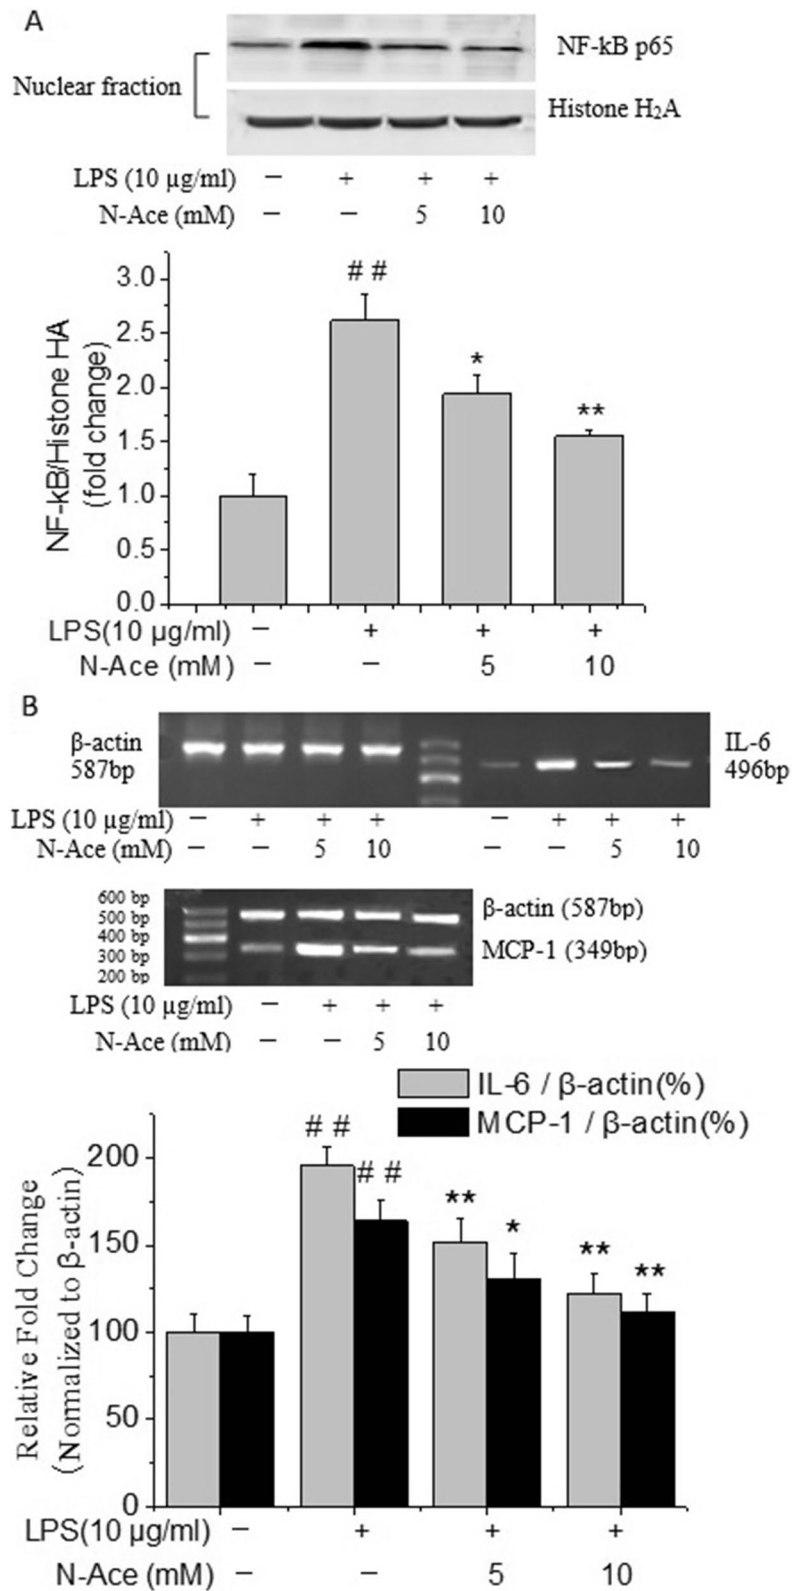 A
NF-kB p65
Nuclear fraction
Histone H₂A
LPS (10 µg/ml) − + + +
N-Ace (mM) − − 5 10
NF-kB/Histone HA
(fold change)
3.0
2.5
2.0
1.5
1.0
0.5
0.0
# #
*
**
LPS(10 µg/ml) − + + +
N-Ace (mM) − − 5 10
B
β-actin
587bp
IL-6
496bp
LPS (10 µg/ml) − + + + − + + +
N-Ace (mM) − − 5 10 − − 5 10
600 bp
500 bp
400 bp
300 bp
200 bp
β-actin (587bp)
MCP-1 (349bp)
LPS (10 µg/ml) − + + +
N-Ace (mM) − − 5 10
IL-6 / β-actin(%)
MCP-1 / β-actin(%)
Relative Fold Change
(Normalized to β-actin)
200
150
100
50
0
# #
# #
**
*
**
**
LPS(10 µg/ml) − + + +
N-Ace (mM) − − 5 10